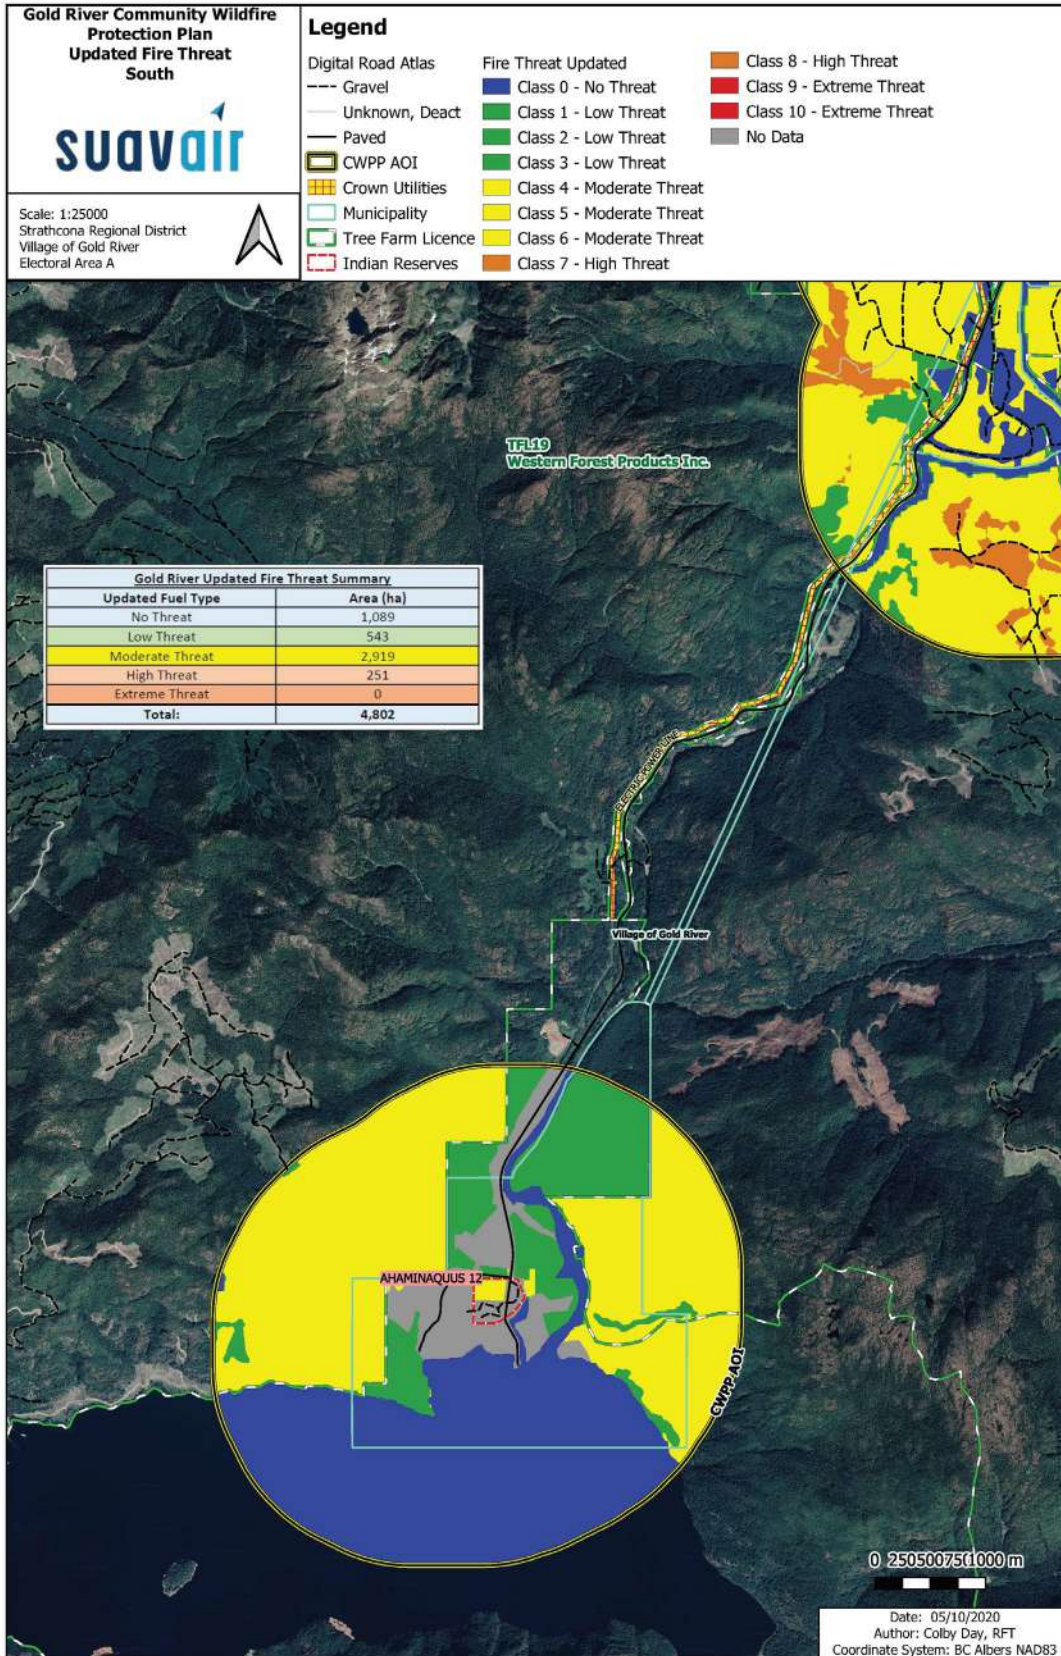 Gold River Community Wildfire
Protection Plan
Updated Fire Threat
South
suavair
Scale: 1:25000
Strathcona Regional District
Village of Gold River
Electoral Area A
Legend
Digital Road Atlas
Gravel
Unknown, Deact
Paved
CWPP AOI
Crown Utilities
Municipality
Tree Farm Licence
Indian Reserves
Fire Threat Updated
Class 0 - No Threat
Class 1 - Low Threat
Class 2 - Low Threat
Class 3 - Low Threat
Class 4 - Moderate Threat
Class 5 - Moderate Threat
Class 6 - Moderate Threat
Class 7 - High Threat
Class 8 - High Threat
Class 9 - Extreme Threat
Class 10 - Extreme Threat
No Data
TFL19
Western Forest Products Inc.
Gold River Updated Fire Threat Summary
Updated Fuel Type Area (ha)
No Threat 1,089
Low Threat 543
Moderate Threat 2,919
High Threat 251
Extreme Threat 0
Total: 4,802
ELECTRIC POWER LINE
Village of Gold River
AHAMINAQUUS 12
CWPP AOI
0 2505007501000 m
Date: 05/10/2020
Author: Colby Day, RFT
Coordinate System: BC Albers NAD83